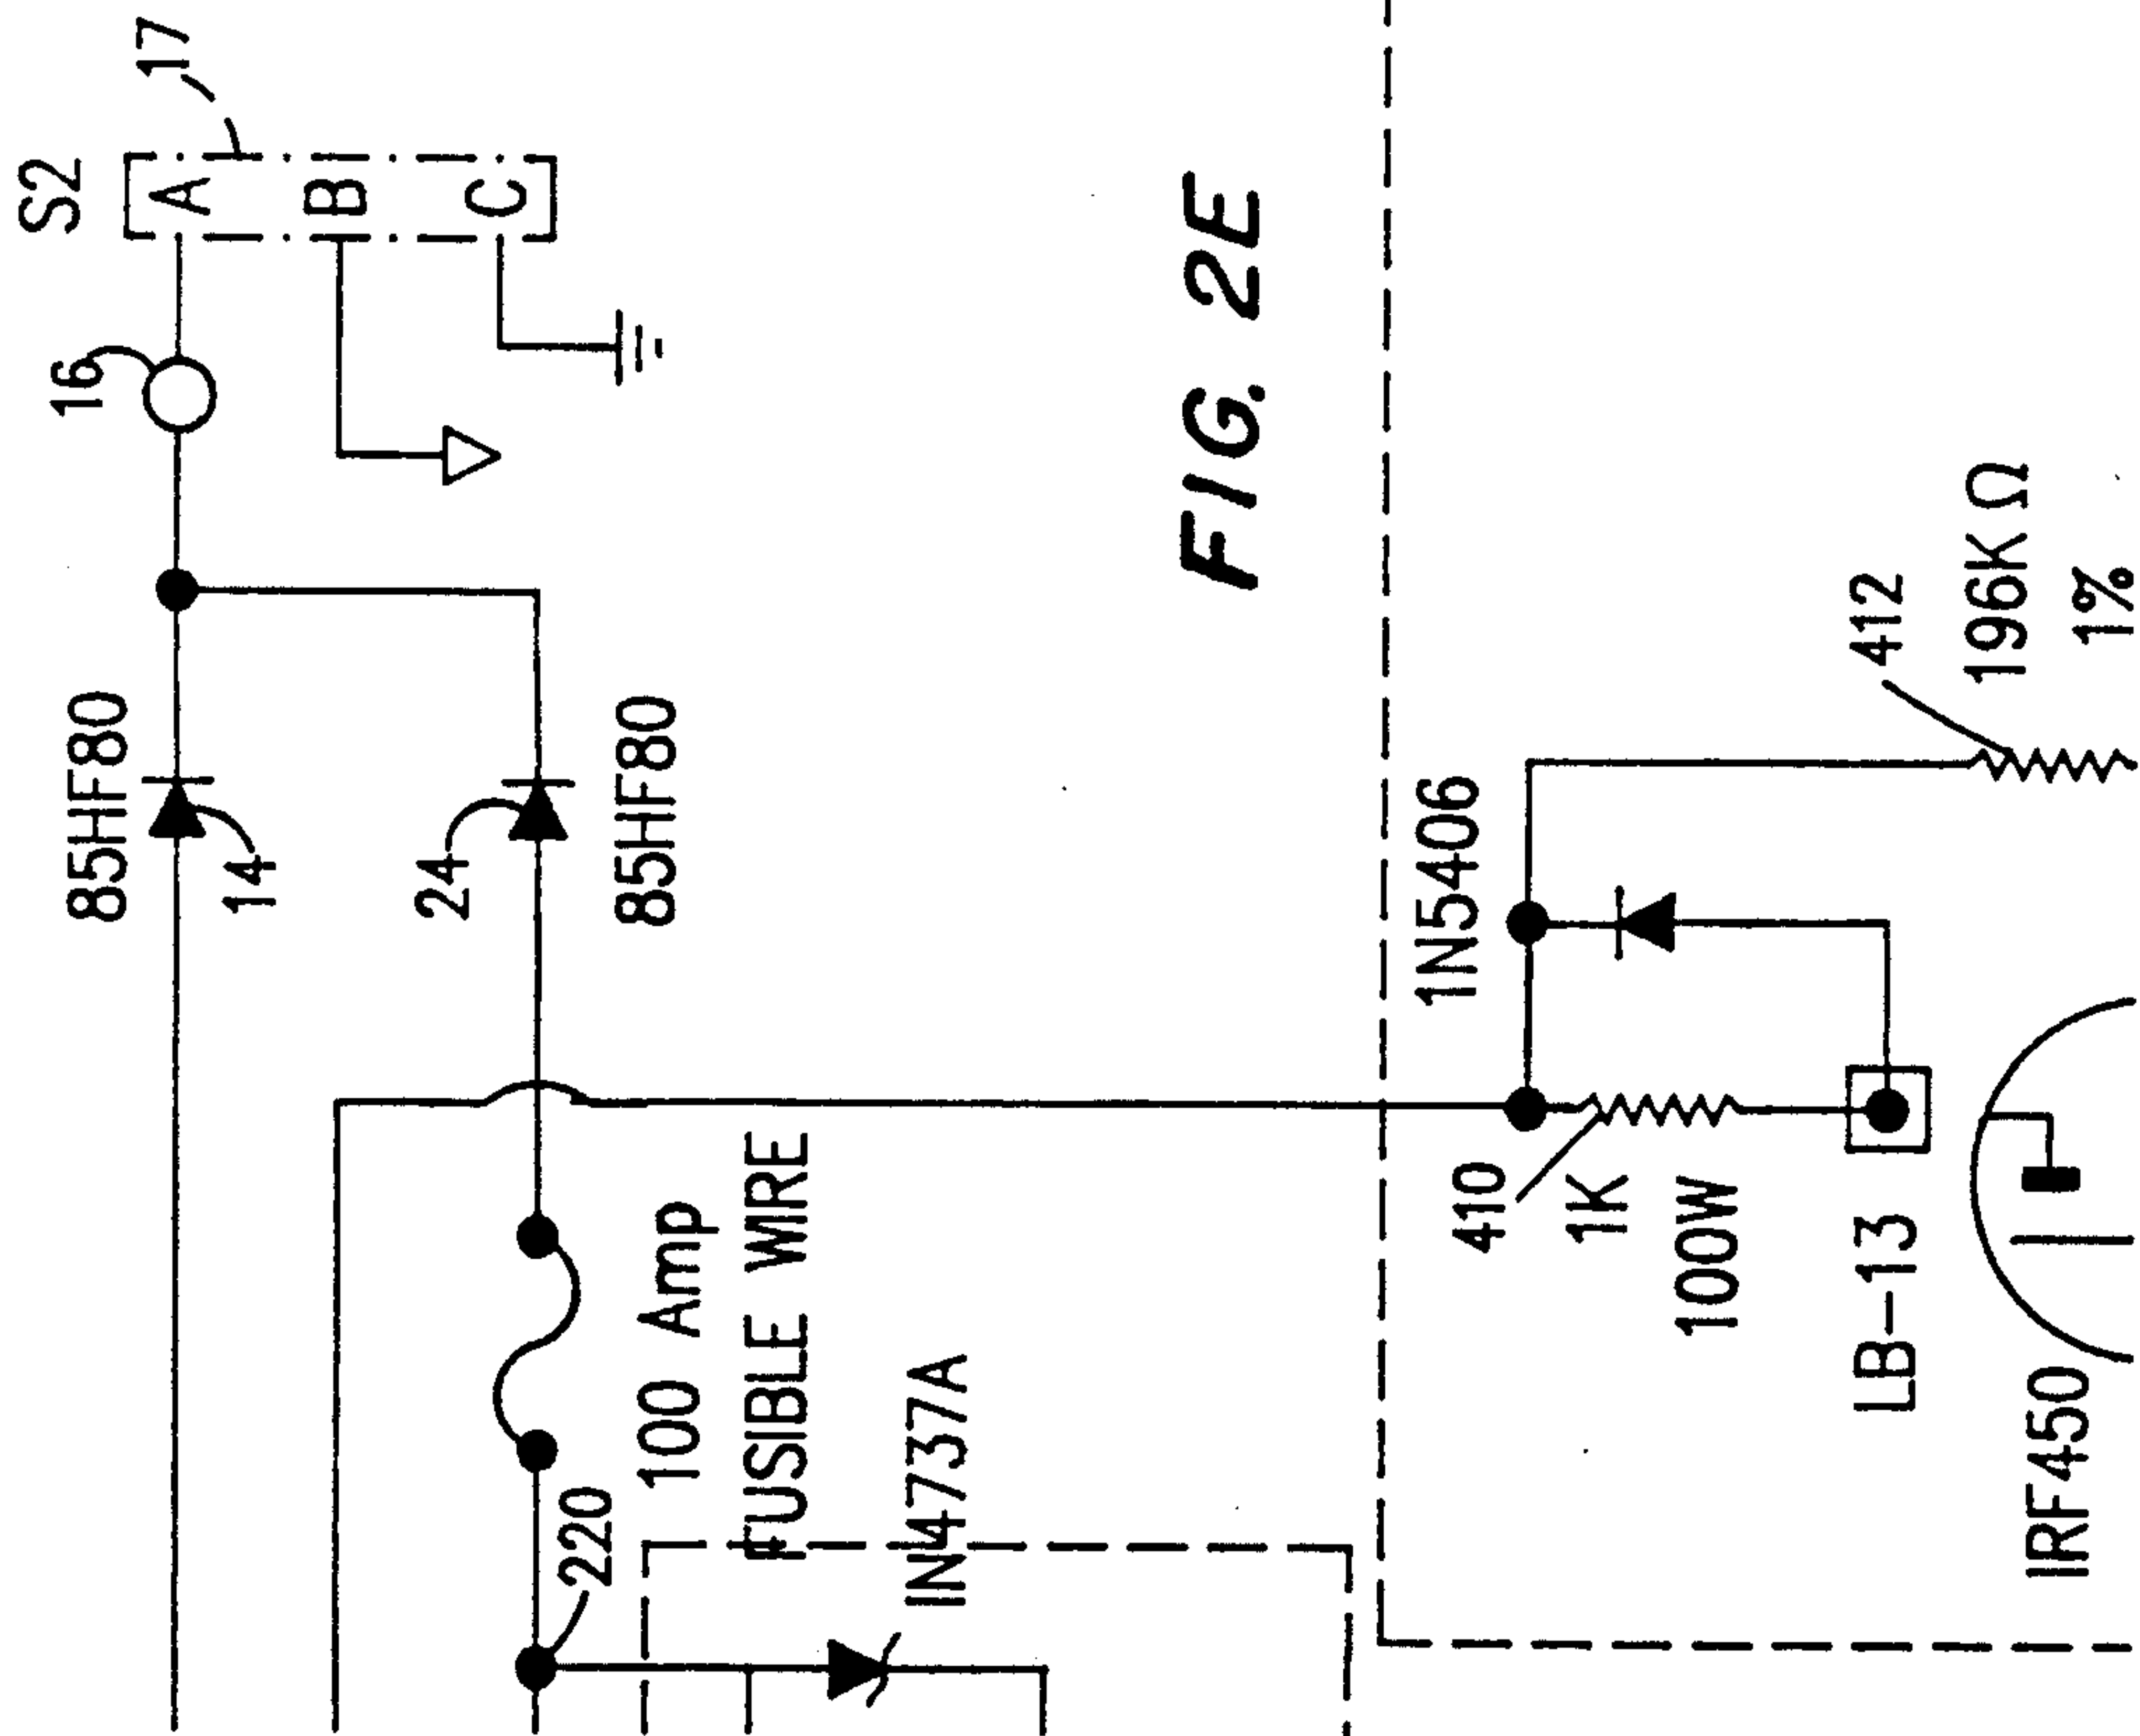 S2
17
A
B
C
16
85HF80
14
24
85HF80
100 Amp
FUSIBLE WIRE
220
IN4737A
FIG. 2E
1N5406
410
1K
100W
LB-13
412
196K Ω
1%
IRF450